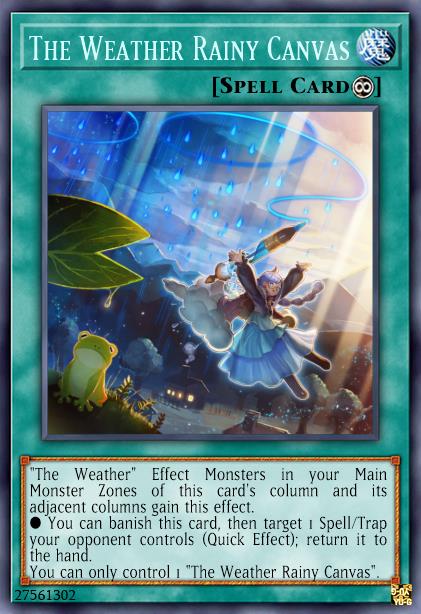 The Weather Rainy Canvas 魔
[Spell Card]
"The Weather" Effect Monsters in your Main
Monster Zones of this card's column and its
adjacent columns gain this effect.
● You can banish this card, then target 1 Spell/Trap
your opponent controls (Quick Effect); return it to
the hand.
You can only control 1 "The Weather Rainy Canvas".
27561302